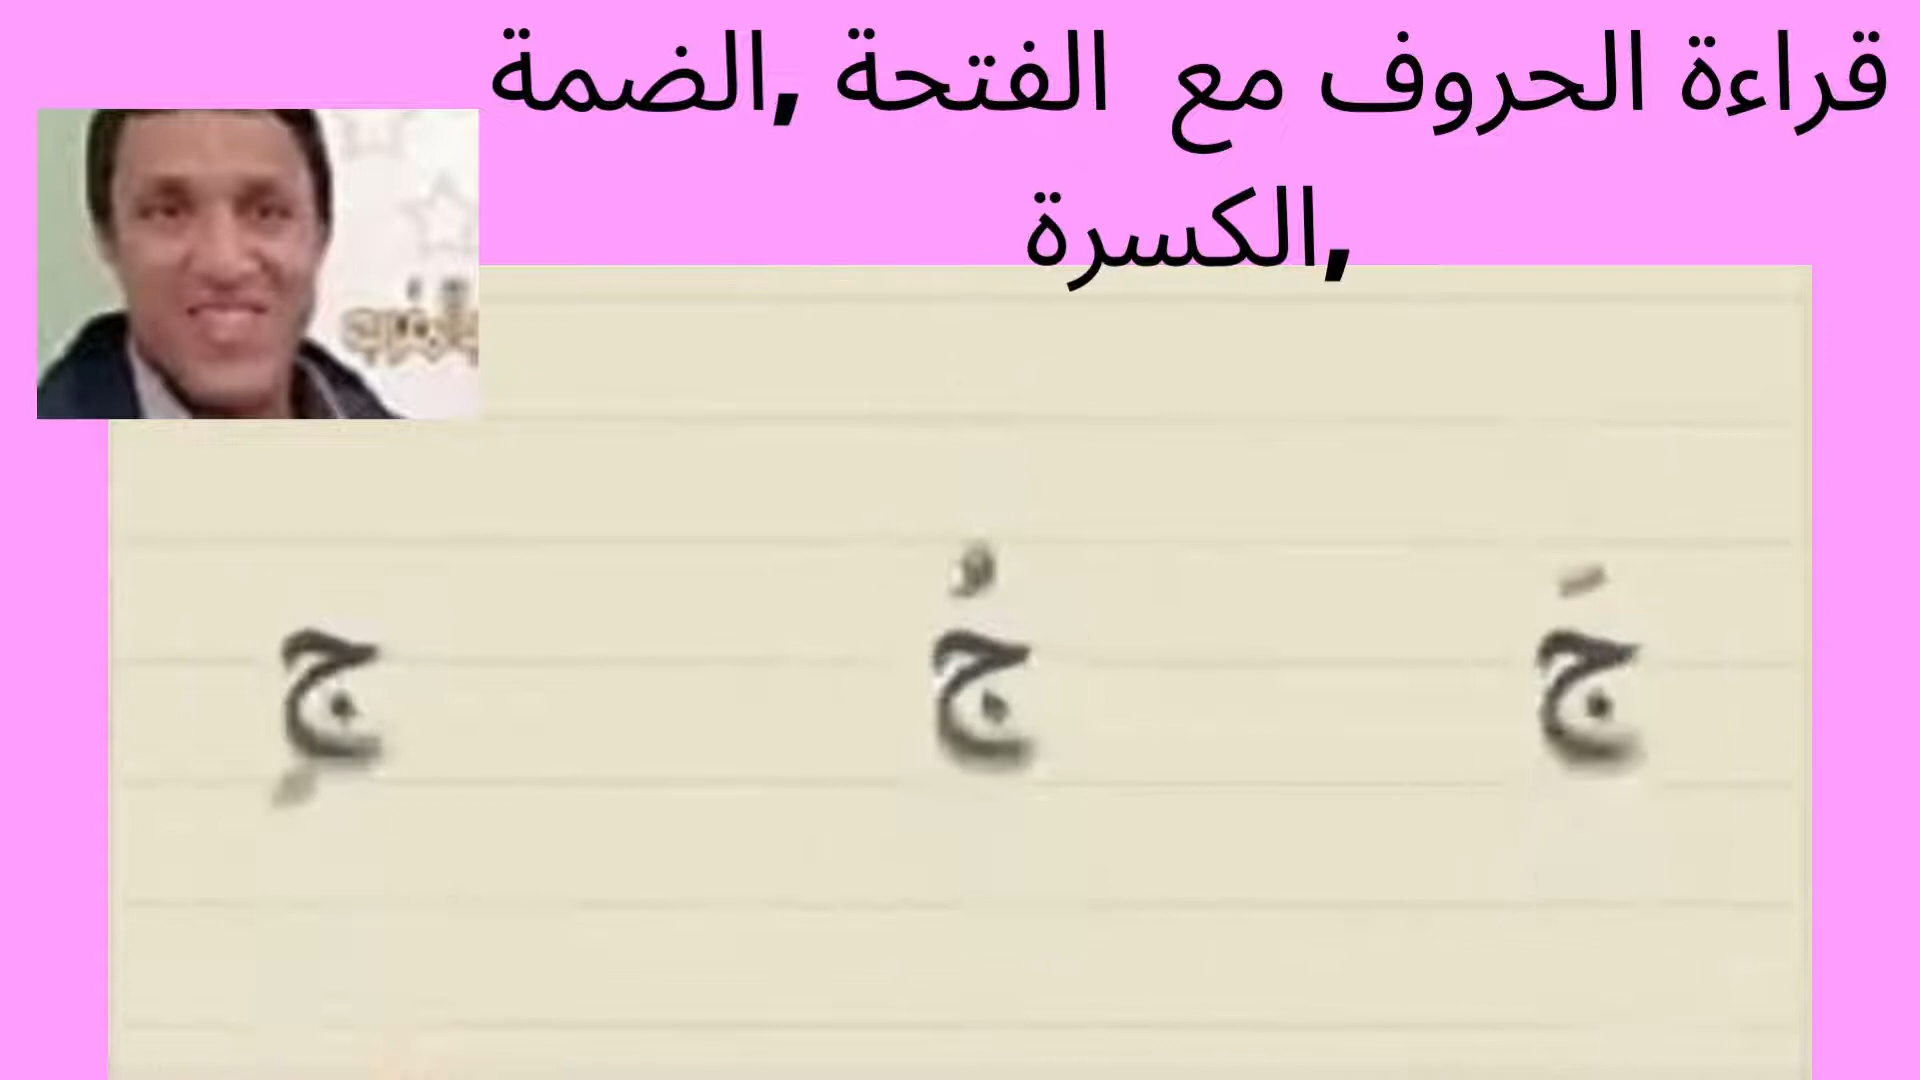 قراءة الحروف مع الفتحة ,الضمة
,الكسرة
جَ جُ جِ